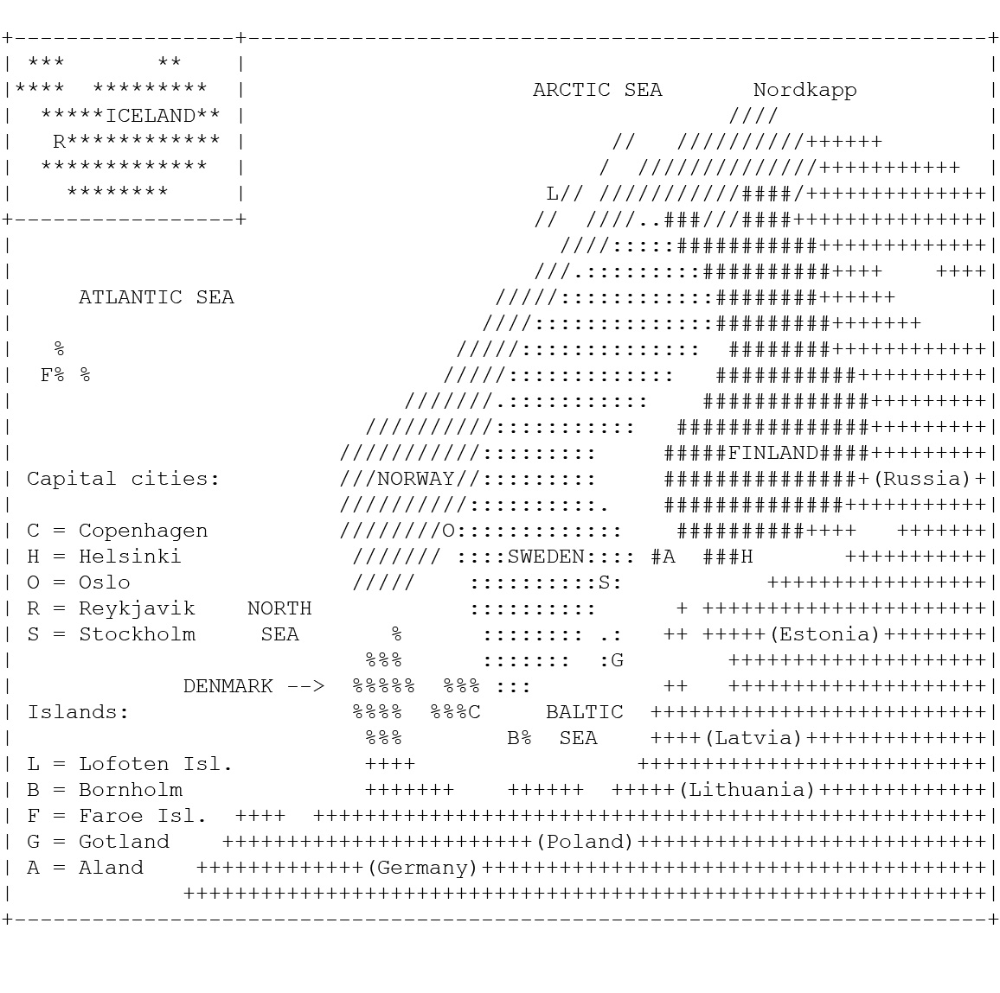 ARCTIC SEA Nordkapp
ICELAND
R
L
ATLANTIC SEA
F
FINLAND
Capital cities: NORWAY (Russia)
C = Copenhagen O
H = Helsinki SWEDEN A H
O = Oslo S
R = Reykjavik NORTH
S = Stockholm SEA (Estonia)
G
DENMARK -->
Islands: C BALTIC
B SEA (Latvia)
L = Lofoten Isl.
B = Bornholm (Lithuania)
F = Faroe Isl.
G = Gotland (Poland)
A = Aland (Germany)